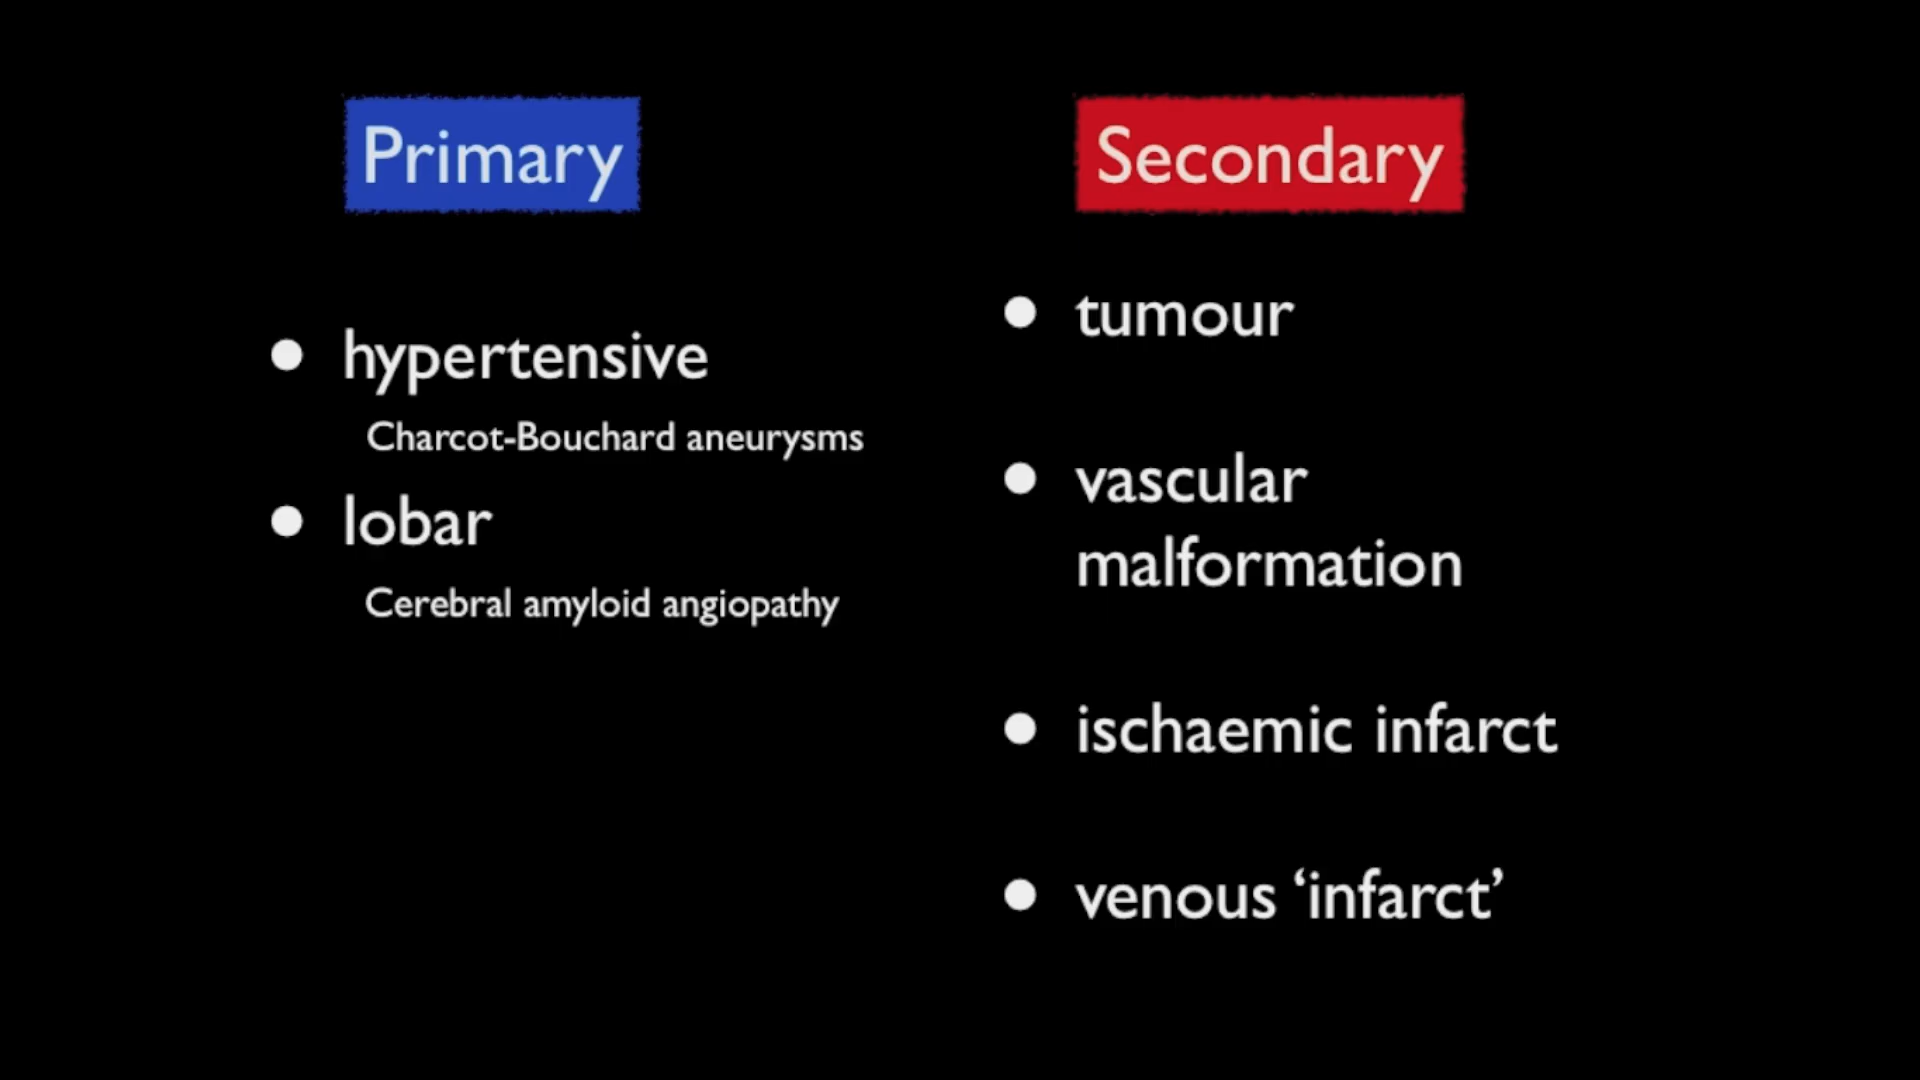 Primary
hypertensive
Charcot-Bouchard aneurysms
lobar
Cerebral amyloid angiopathy
Secondary
tumour
vascular
malformation
ischaemic infarct
venous ‘infarct’